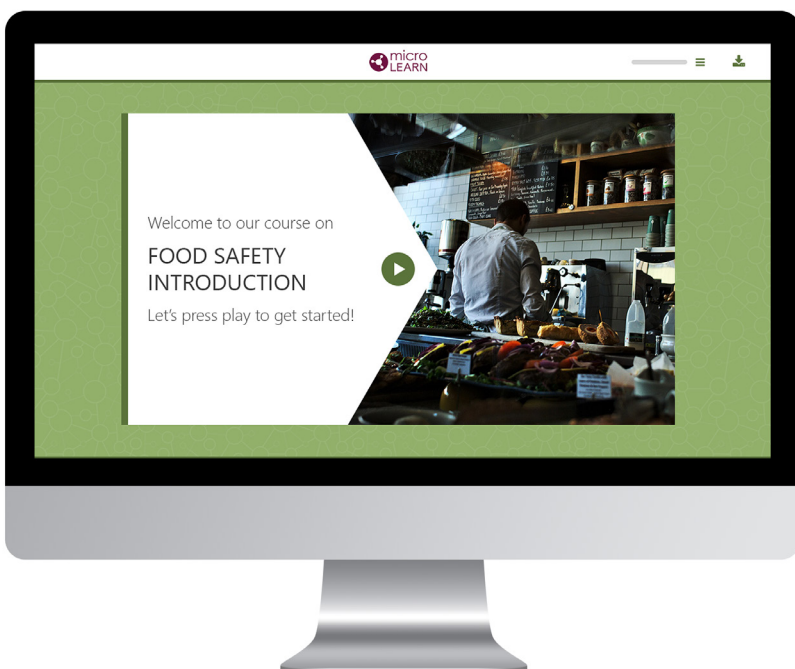 micro
LEARN
Welcome to our course on
FOOD SAFETY
INTRODUCTION
Let's press play to get started!